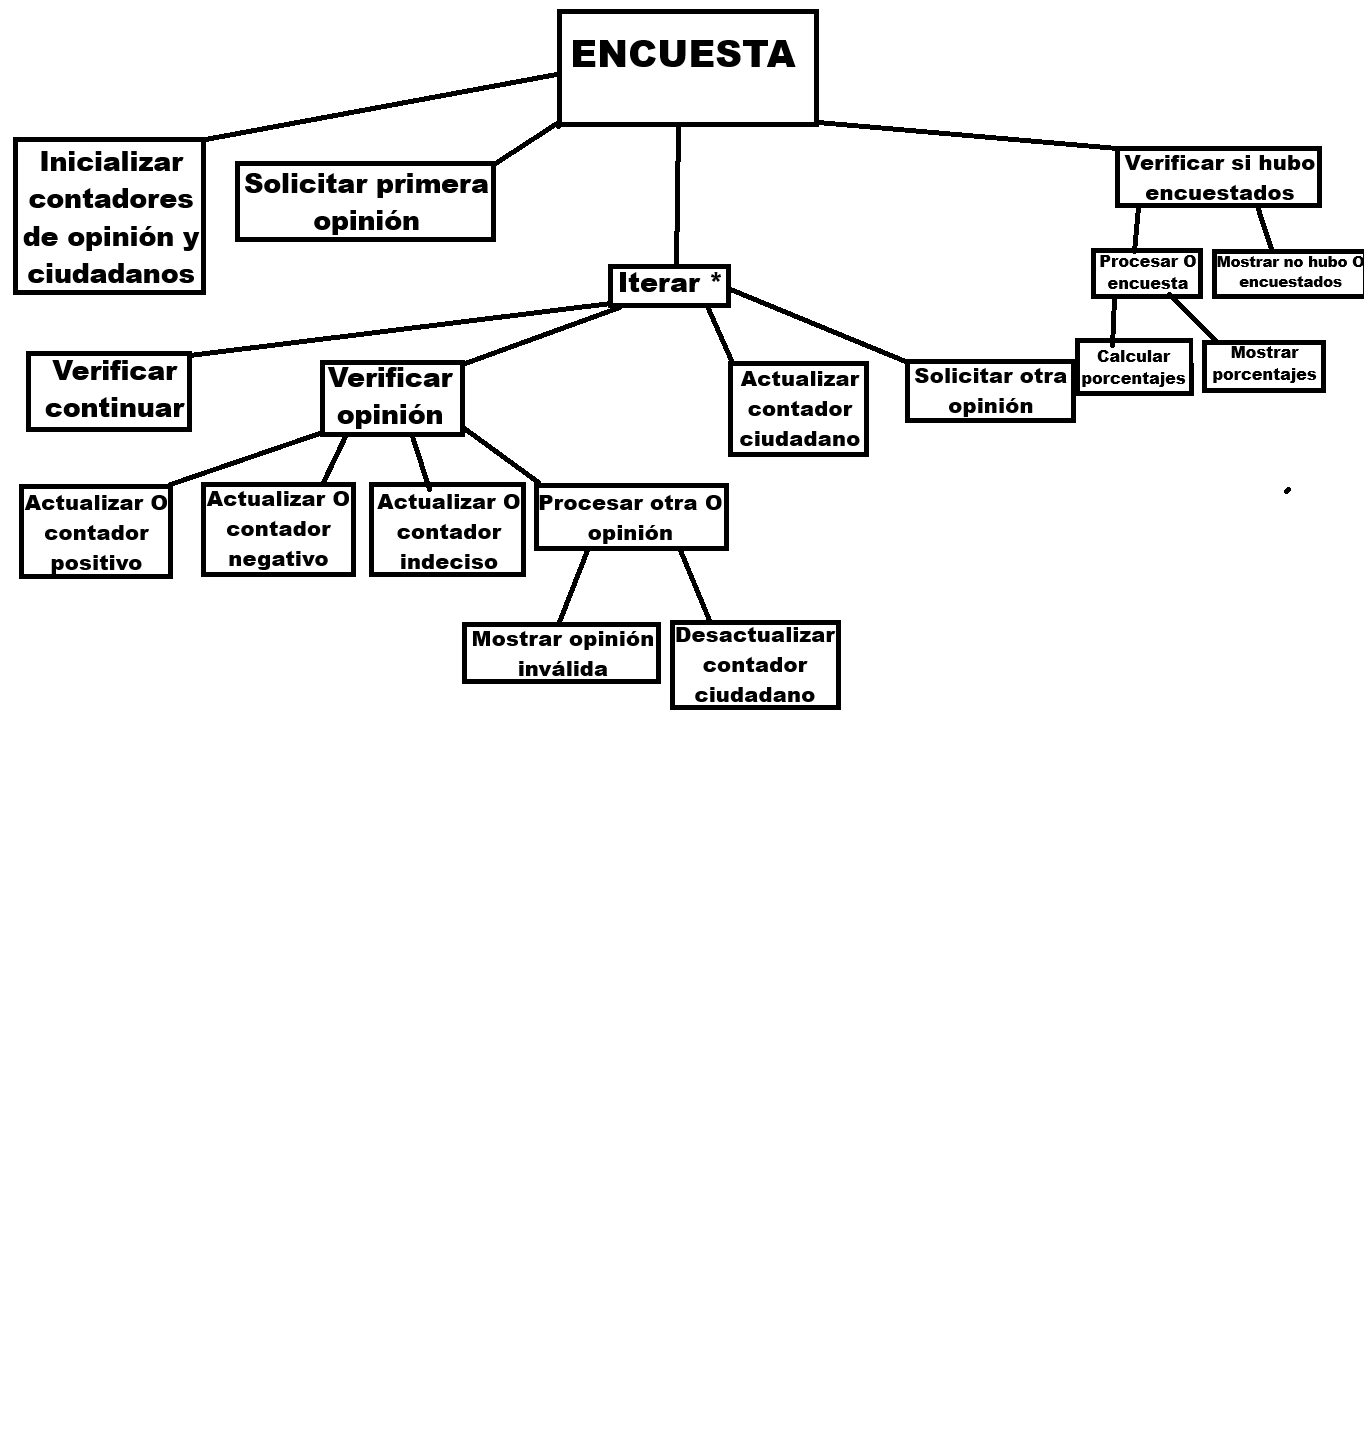 ENCUESTA
Inicializar
contadores
de opinión y
ciudadanos
Solicitar primera
opinión
Verificar si hubo
encuestados
Procesar O
encuesta
Mostrar no hubo O
encuestados
Iterar *
Calcular
porcentajes
Mostrar
porcentajes
Verificar
continuar
Verificar
opinión
Actualizar
contador
ciudadano
Solicitar otra
opinión
Actualizar O
contador
positivo
Actualizar O
contador
negativo
Actualizar O
contador
indeciso
Procesar otra O
opinión
Mostrar opinión
inválida
Desactualizar
contador
ciudadano